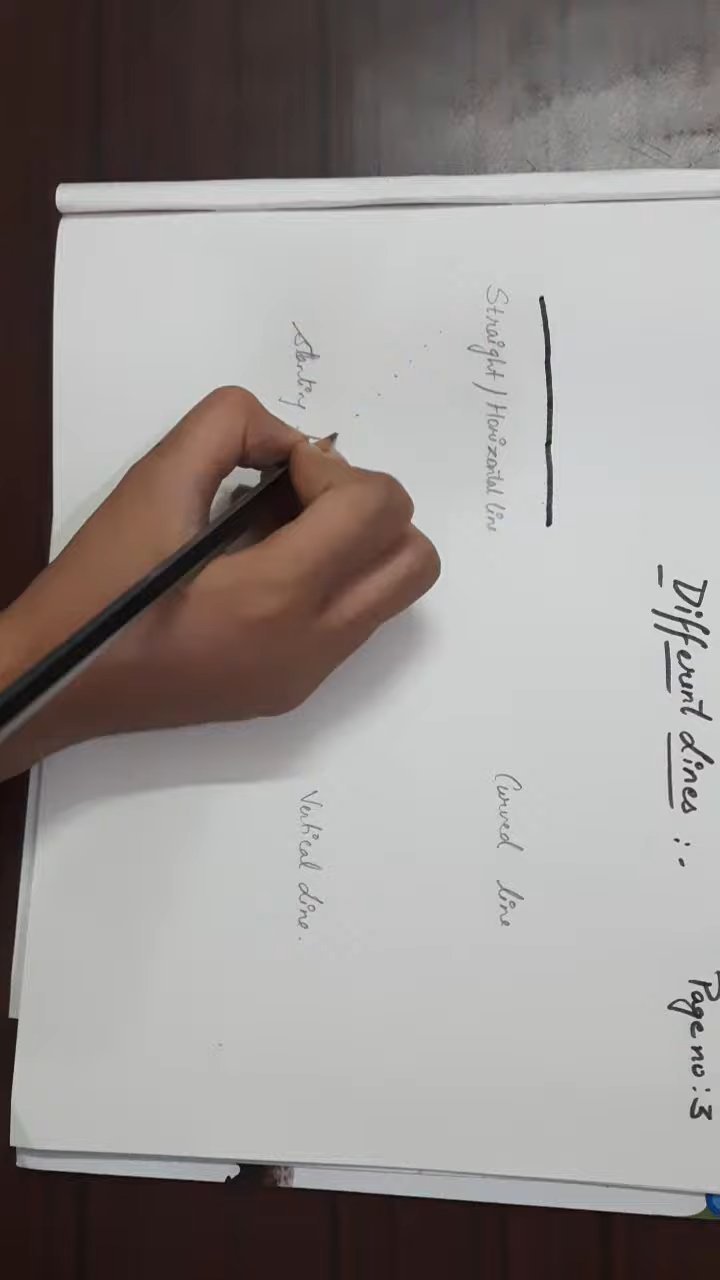 Different Lines :-
Page no : 3
Straight / Horizontal line
Curved line
Vertical Line.